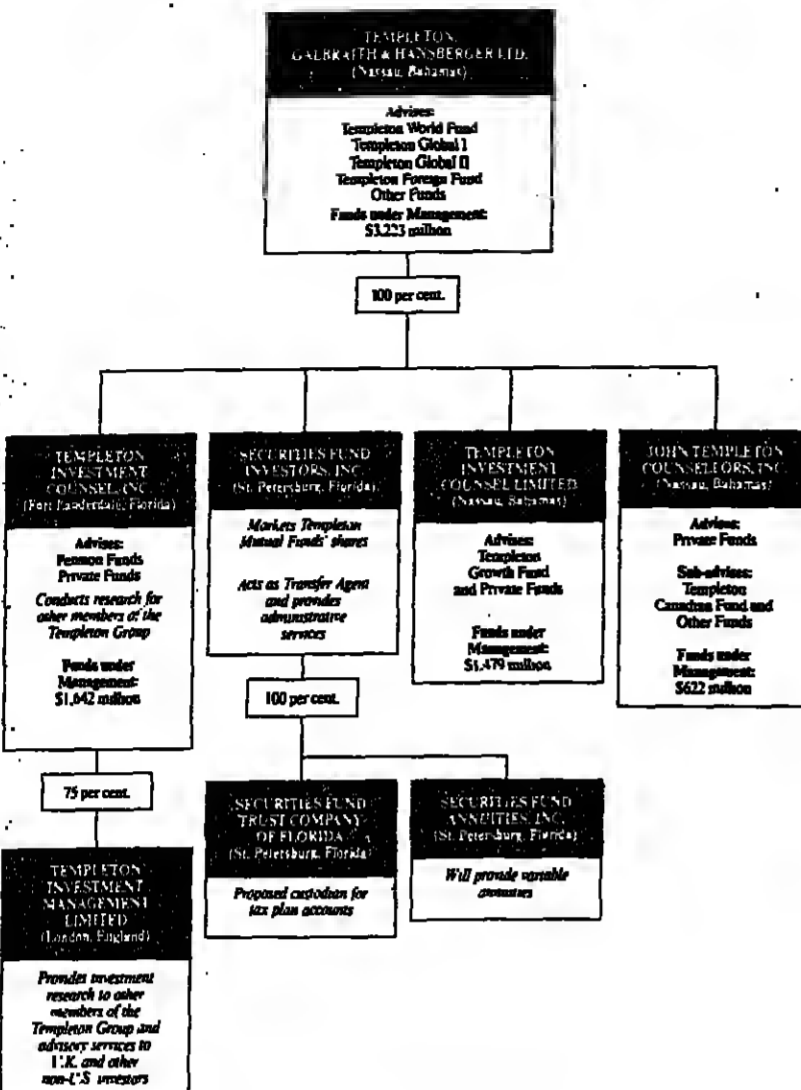 TEMPLETON,
GALBRAITH & HANSBERGER LTD.
(Nassau, Bahamas)
Advises:
Templeton World Fund
Templeton Global I
Templeton Global II
Templeton Foreign Fund
Other Funds
Funds under Management:
$3,223 million
100 per cent.
TEMPLETON
INVESTMENT
COUNSEL, INC.
(Fort Lauderdale, Florida)
Advises:
Pension Funds
Private Funds
Conducts research for
other members of the
Templeton Group
Funds under
Management:
$1,642 million
SECURITIES FUND
INVESTORS, INC.
(St. Petersburg, Florida)
Markets Templeton
Mutual Funds' shares
Acts as Transfer Agent
and provides
administrative
services
TEMPLETON
INVESTMENT
COUNSEL LIMITED
(Nassau, Bahamas)
Advises:
Templeton
Growth Fund
and Private Funds
Funds under
Management:
$1,479 million
JOHN TEMPLETON
COUNSELLORS, INC.
(Nassau, Bahamas)
Advises:
Private Funds
Sub-advises:
Templeton
Canadian Fund and
Other Funds
Funds under
Management:
$622 million
75 per cent.
100 per cent.
TEMPLETON
INVESTMENT
MANAGEMENT
LIMITED
(London, England)
Provides investment
research to other
members of the
Templeton Group and
advisory services to
U.K. and other
non-U.S. investors
SECURITIES FUND
TRUST COMPANY
OF FLORIDA
(St. Petersburg, Florida)
Proposed custodian for
tax plan accounts
SECURITIES FUND
ANNUITIES, INC.
(St. Petersburg, Florida)
Will provide variable
annuities